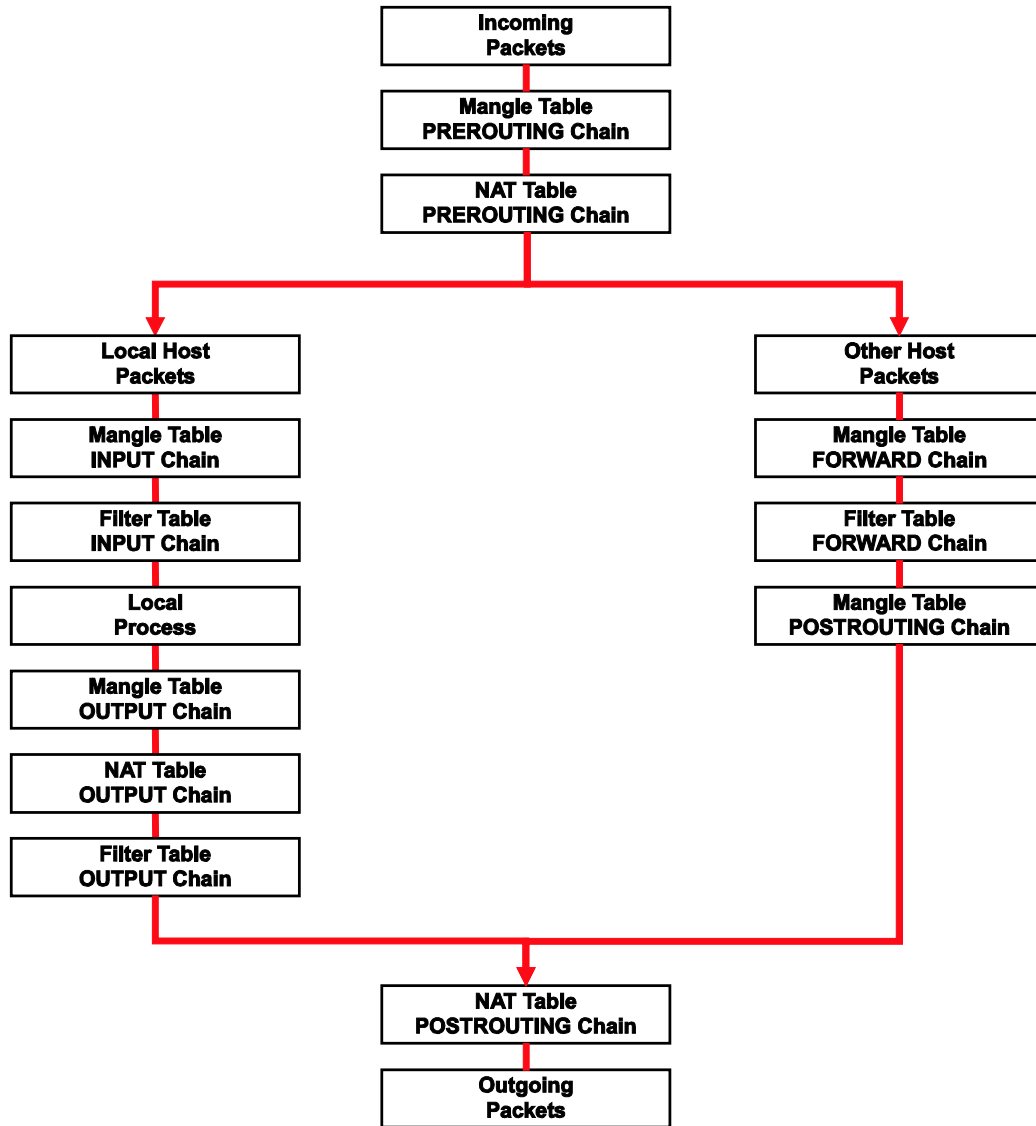 Incoming
Packets
Mangle Table
PREROUTING Chain
NAT Table
PREROUTING Chain
Local Host
Packets
Mangle Table
INPUT Chain
Filter Table
INPUT Chain
Local
Process
Mangle Table
OUTPUT Chain
NAT Table
OUTPUT Chain
Filter Table
OUTPUT Chain
Other Host
Packets
Mangle Table
FORWARD Chain
Filter Table
FORWARD Chain
Mangle Table
POSTROUTING Chain
NAT Table
POSTROUTING Chain
Outgoing
Packets